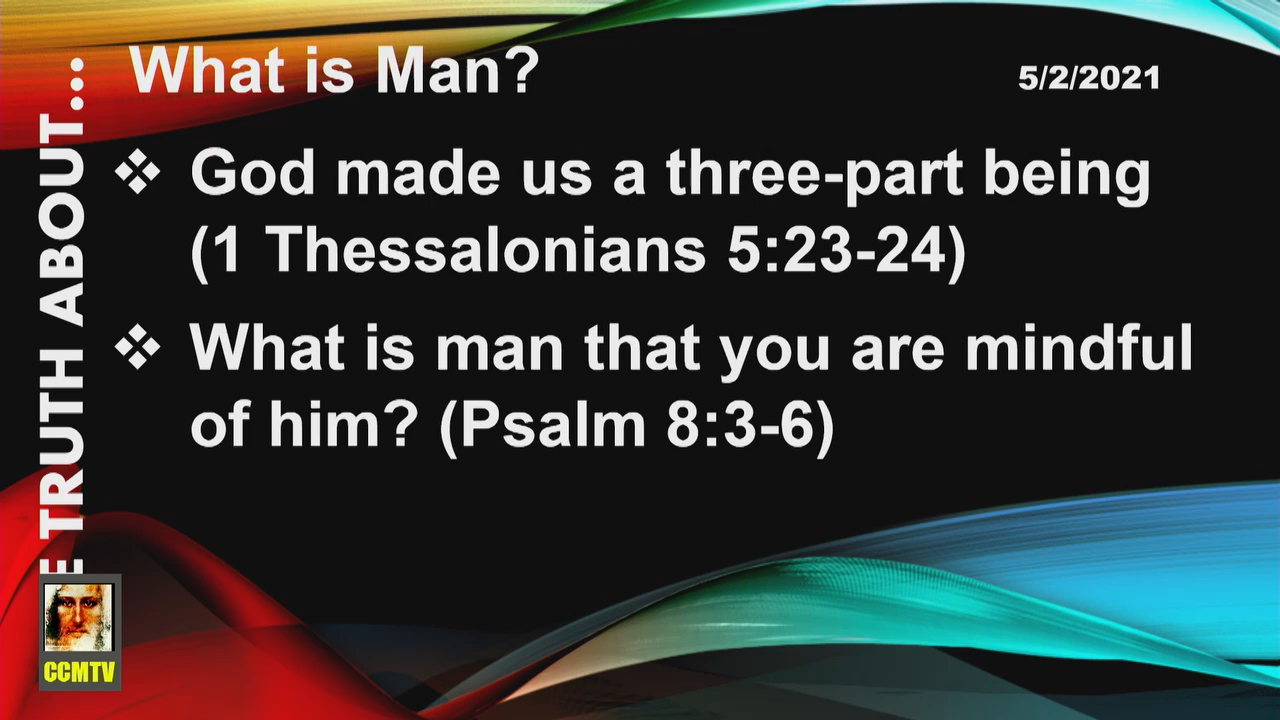 What is Man?
5/2/2021
❖ God made us a three-part being
(1 Thessalonians 5:23-24)
❖ What is man that you are mindful
of him? (Psalm 8:3-6)
E TRUTH ABOUT...
CCMTV